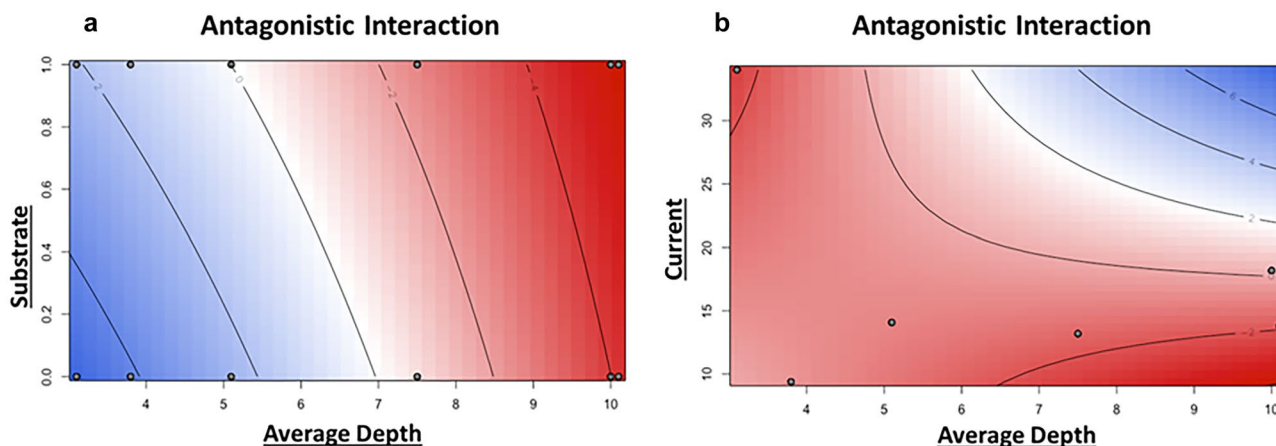 a Antagonistic Interaction
1.0
0.8
0.6
0.4
0.2
0.0
Substrate
2
0
-2
-4
4 5 6 7 8 9 10
Average Depth
b Antagonistic Interaction
30
25
20
15
10
Current
6
4
2
0
-2
4 5 6 7 8 9 10
Average Depth